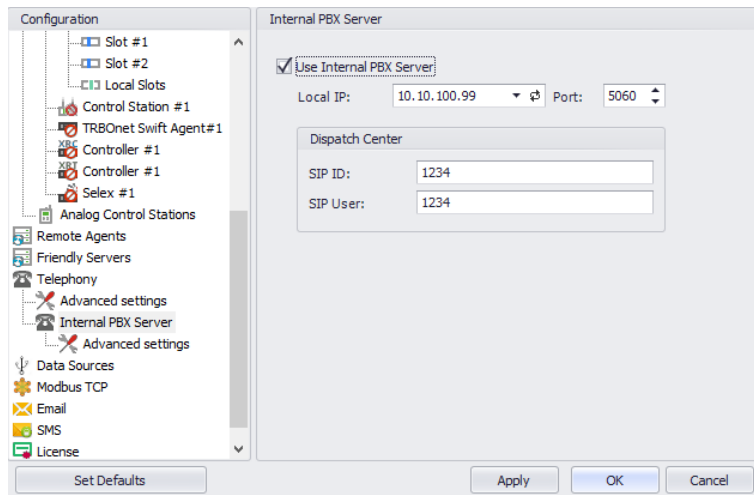 Configuration
Slot #1
Slot #2
Local Slots
Control Station #1
TRBOnet Swift Agent#1
XRC
Controller #1
XRT
Controller #1
Selex #1
Analog Control Stations
Remote Agents
Friendly Servers
Telephony
Advanced settings
Internal PBX Server
Advanced settings
Data Sources
Modbus TCP
Email
SMS
License
Set Defaults
Internal PBX Server
Use Internal PBX Server
Local IP: 10.10.100.99 Port: 5060
Dispatch Center
SIP ID: 1234
SIP User: 1234
Apply OK Cancel